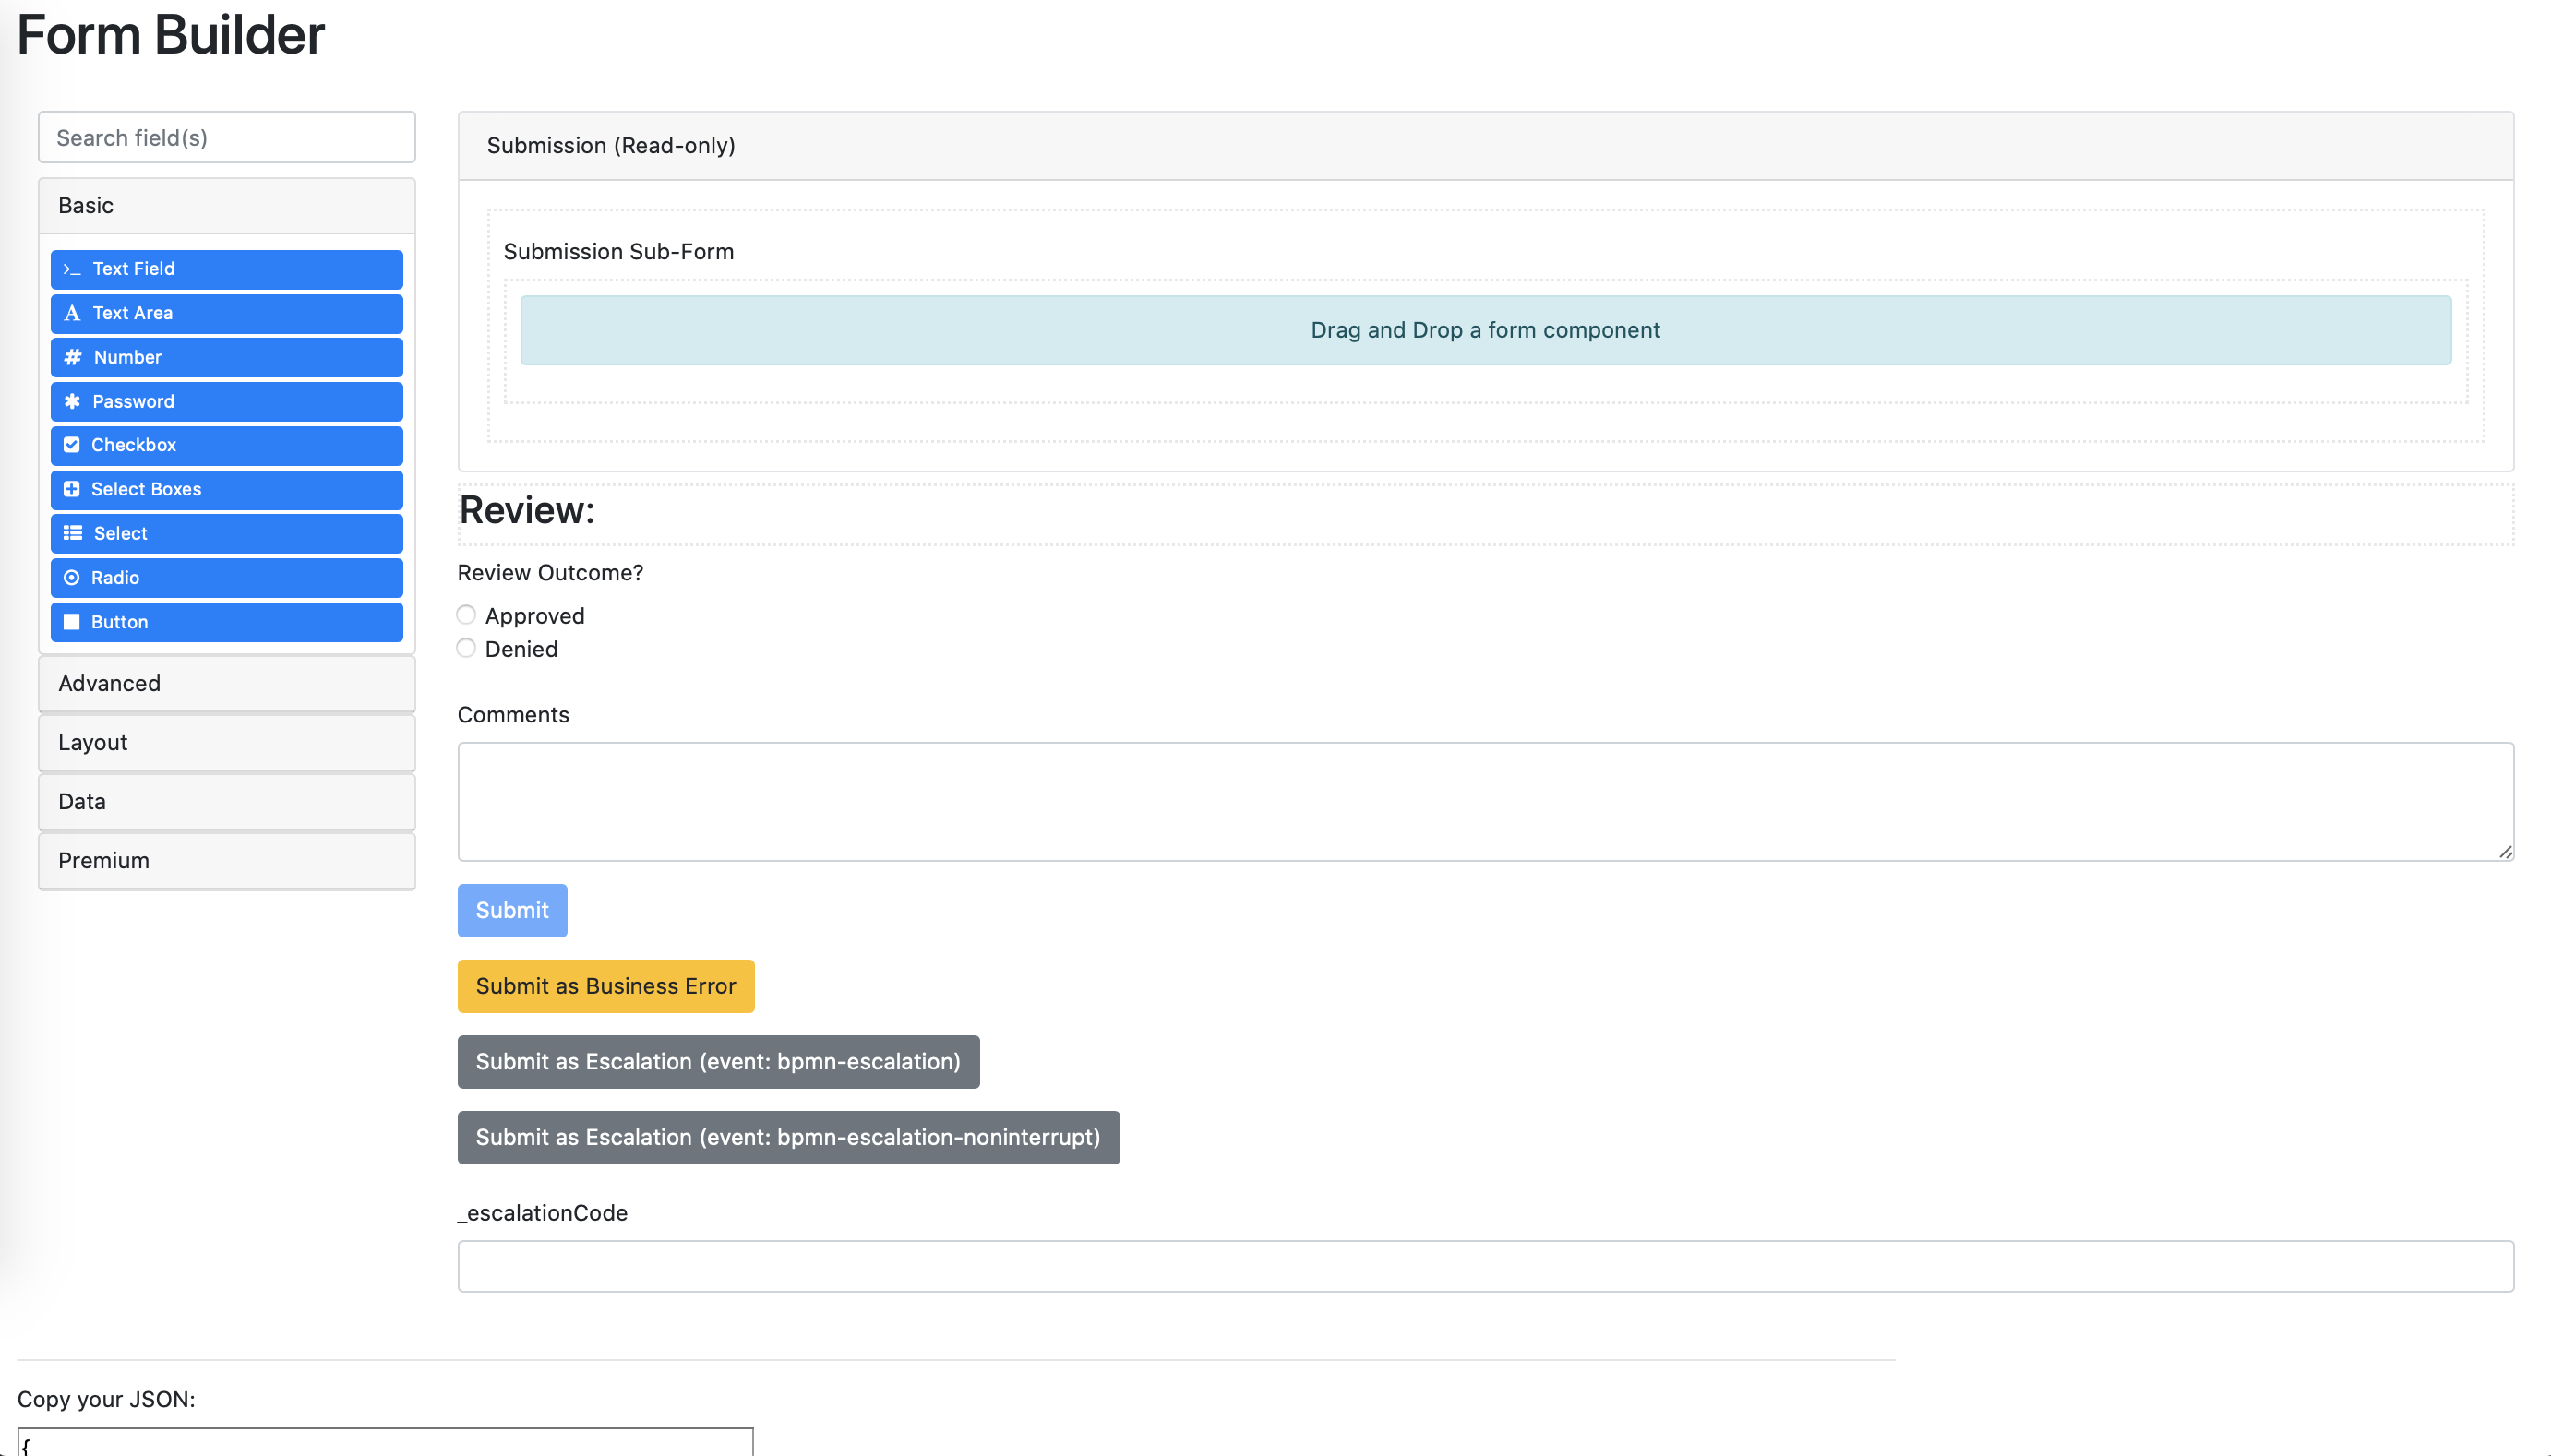 Form Builder
Search field(s)
Basic
Text Field
Text Area
Number
Password
Checkbox
Select Boxes
Select
Radio
Button
Advanced
Layout
Data
Premium
Submission (Read-only)
Submission Sub-Form
Drag and Drop a form component
Review:
Review Outcome?
Approved
Denied
Comments
Submit
Submit as Business Error
Submit as Escalation (event: bpmn-escalation)
Submit as Escalation (event: bpmn-escalation-noninterrupt)
_escalationCode
Copy your JSON:
{